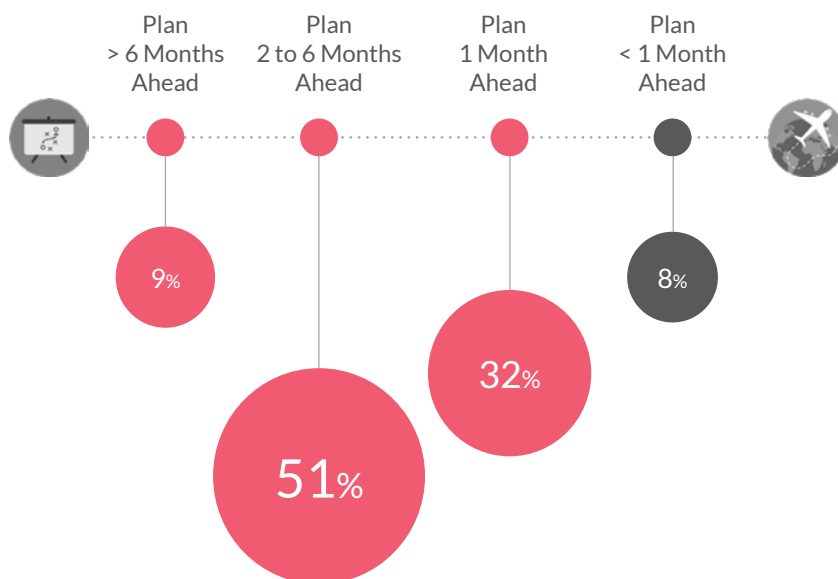 Plan
> 6 Months
Ahead
Plan
2 to 6 Months
Ahead
Plan
1 Month
Ahead
Plan
< 1 Month
Ahead
9%
51%
32%
8%